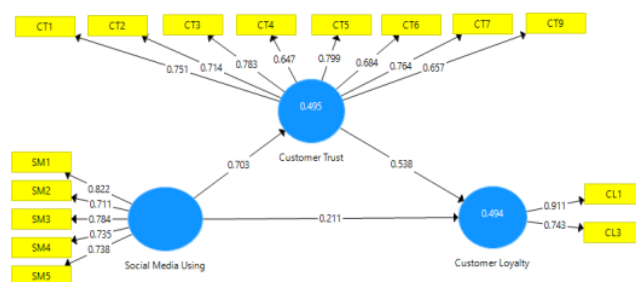 CT1 CT2 CT3 CT4 CT5 CT6 CT7 CT9
0.751 0.714 0.783 0.647 0.799 0.684 0.764 0.657
0.495
Customer Trust
0.703 0.538
SM1
SM2
SM3
SM4
SM5
0.822
0.711
0.784
0.735
0.738
Social Media Using
0.211
0.494
Customer Loyalty
0.911
0.743
CL1
CL3